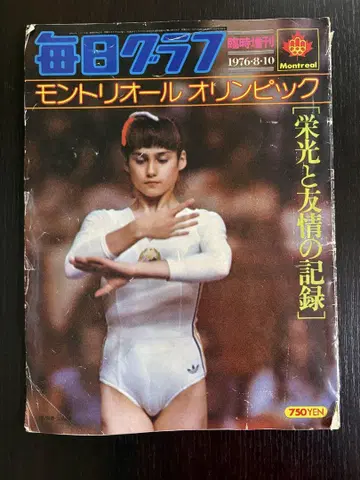 毎日グラフ
臨時増刊
1976・8・10
Montreal
モントリオール オリンピック
[栄光と友情の記録]
750YEN